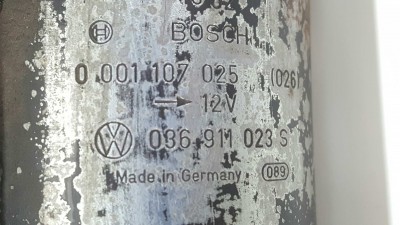 BOSCH
0 001 107 025 (026)
12V
036 911 023 S
Made in Germany 089